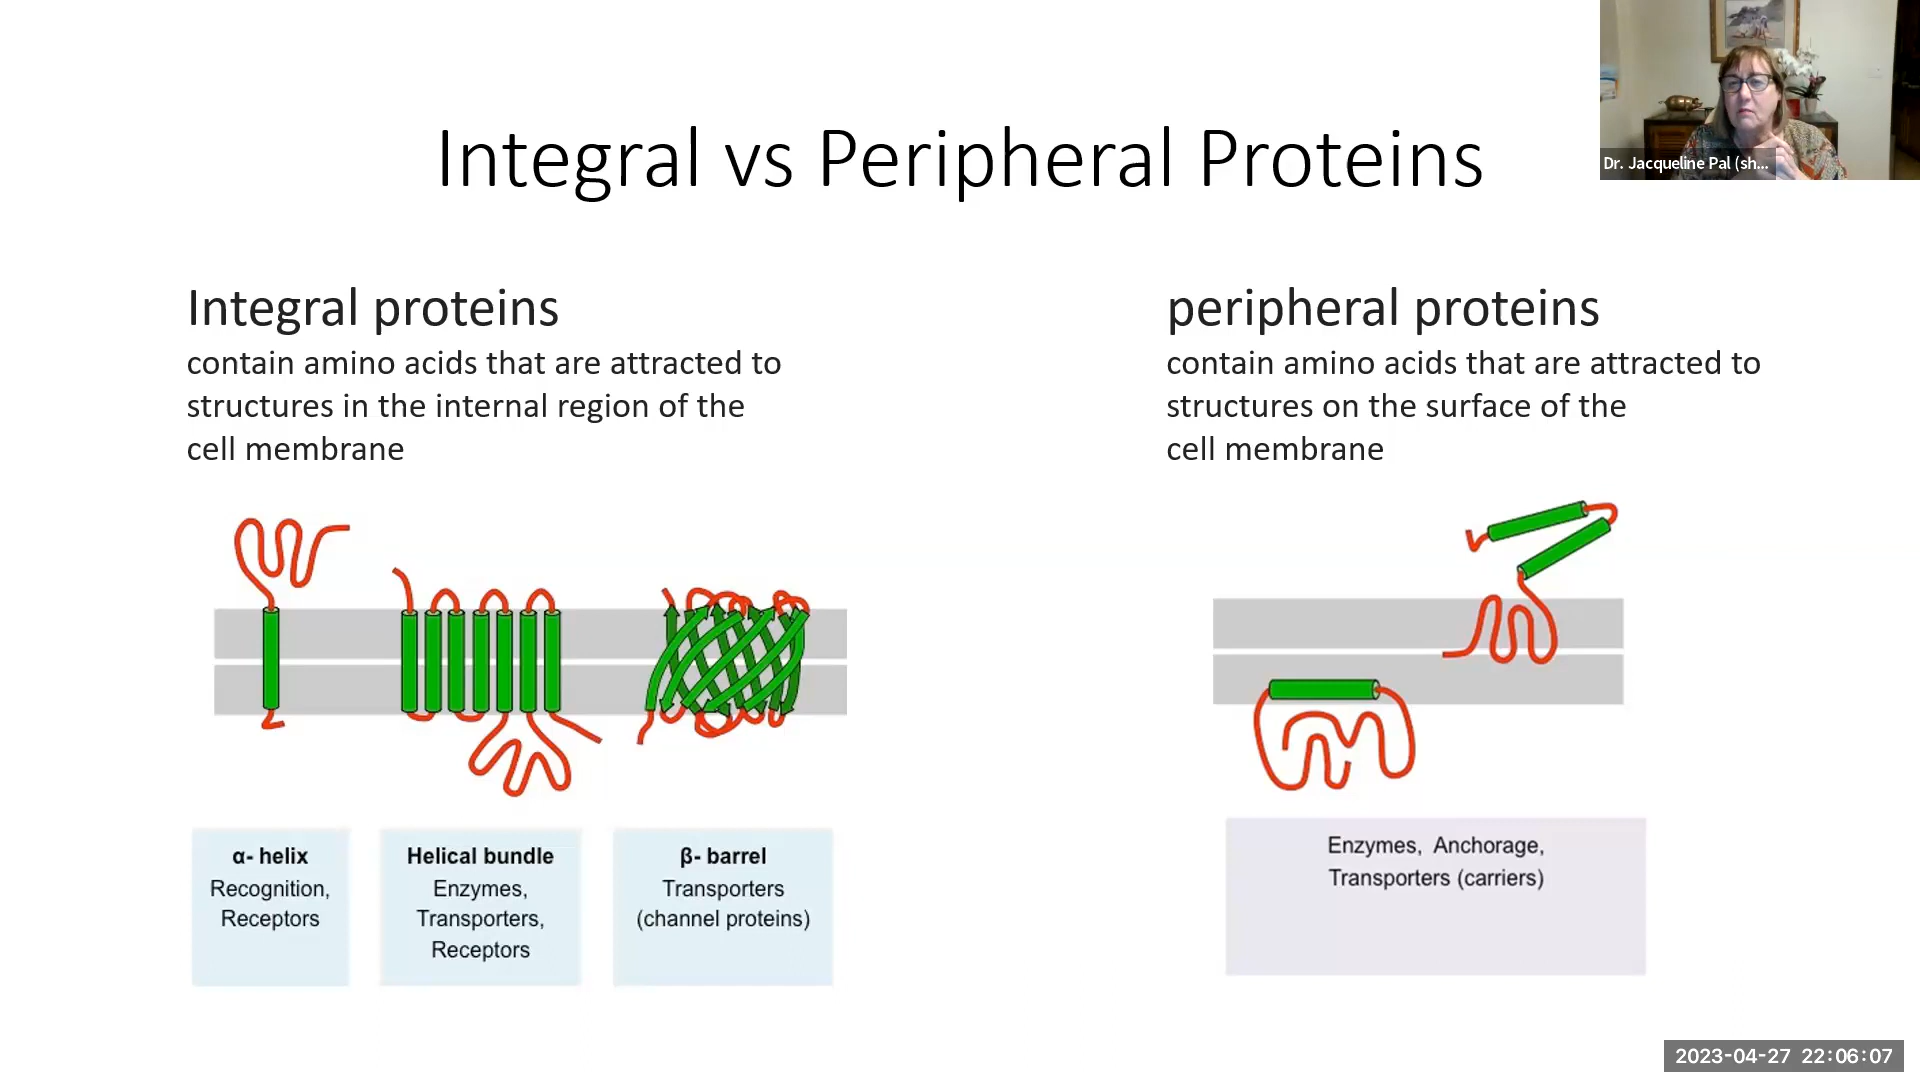 Integral vs Peripheral Proteins
Dr. Jacqueline Pal (sh...
Integral proteins
contain amino acids that are attracted to
structures in the internal region of the
cell membrane
peripheral proteins
contain amino acids that are attracted to
structures on the surface of the
cell membrane
α- helix
Recognition,
Receptors
Helical bundle
Enzymes,
Transporters,
Receptors
β- barrel
Transporters
(channel proteins)
Enzymes, Anchorage,
Transporters (carriers)
2023-04-27 22:06:07